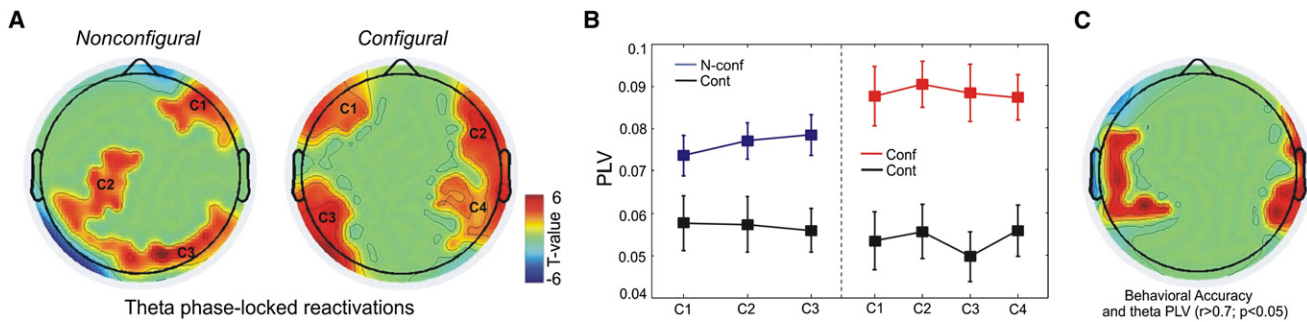 A
Nonconfigural
Configural
C1
C2
C3
C1
C2
C3
C4
6
T-value
-6
Theta phase-locked reactivations
B
PLV
0.1
0.09
0.08
0.07
0.06
0.05
0.04
N-conf
Cont
Conf
Cont
C1 C2 C3 C1 C2 C3 C4
C
Behavioral Accuracy
and theta PLV (r>0.7; p<0.05)